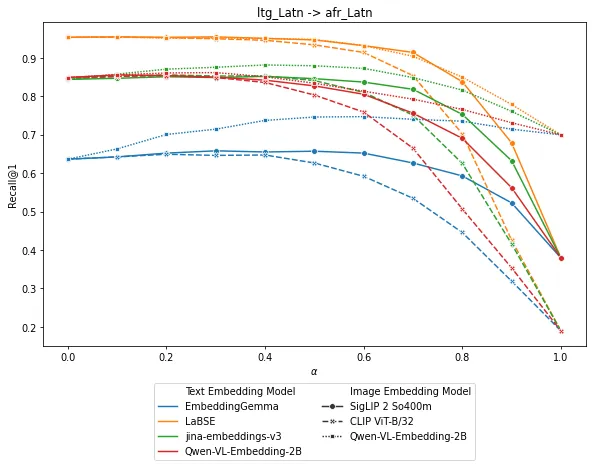 ltg_Latn -> afr_Latn
Recall@1
0.9
0.8
0.7
0.6
0.5
0.4
0.3
0.2
0.0 0.2 0.4 0.6 0.8 1.0
α
Text Embedding Model Image Embedding Model
EmbeddingGemma SigLIP 2 So400m
LaBSE CLIP ViT-B/32
jina-embeddings-v3 Qwen-VL-Embedding-2B
Qwen-VL-Embedding-2B